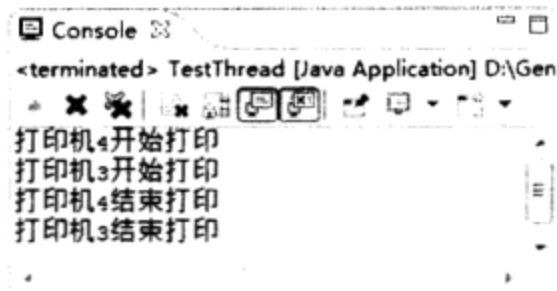 Console
<terminated> TestThread [Java Application] D:\Gen
打印机4开始打印
打印机3开始打印
打印机4结束打印
打印机3结束打印